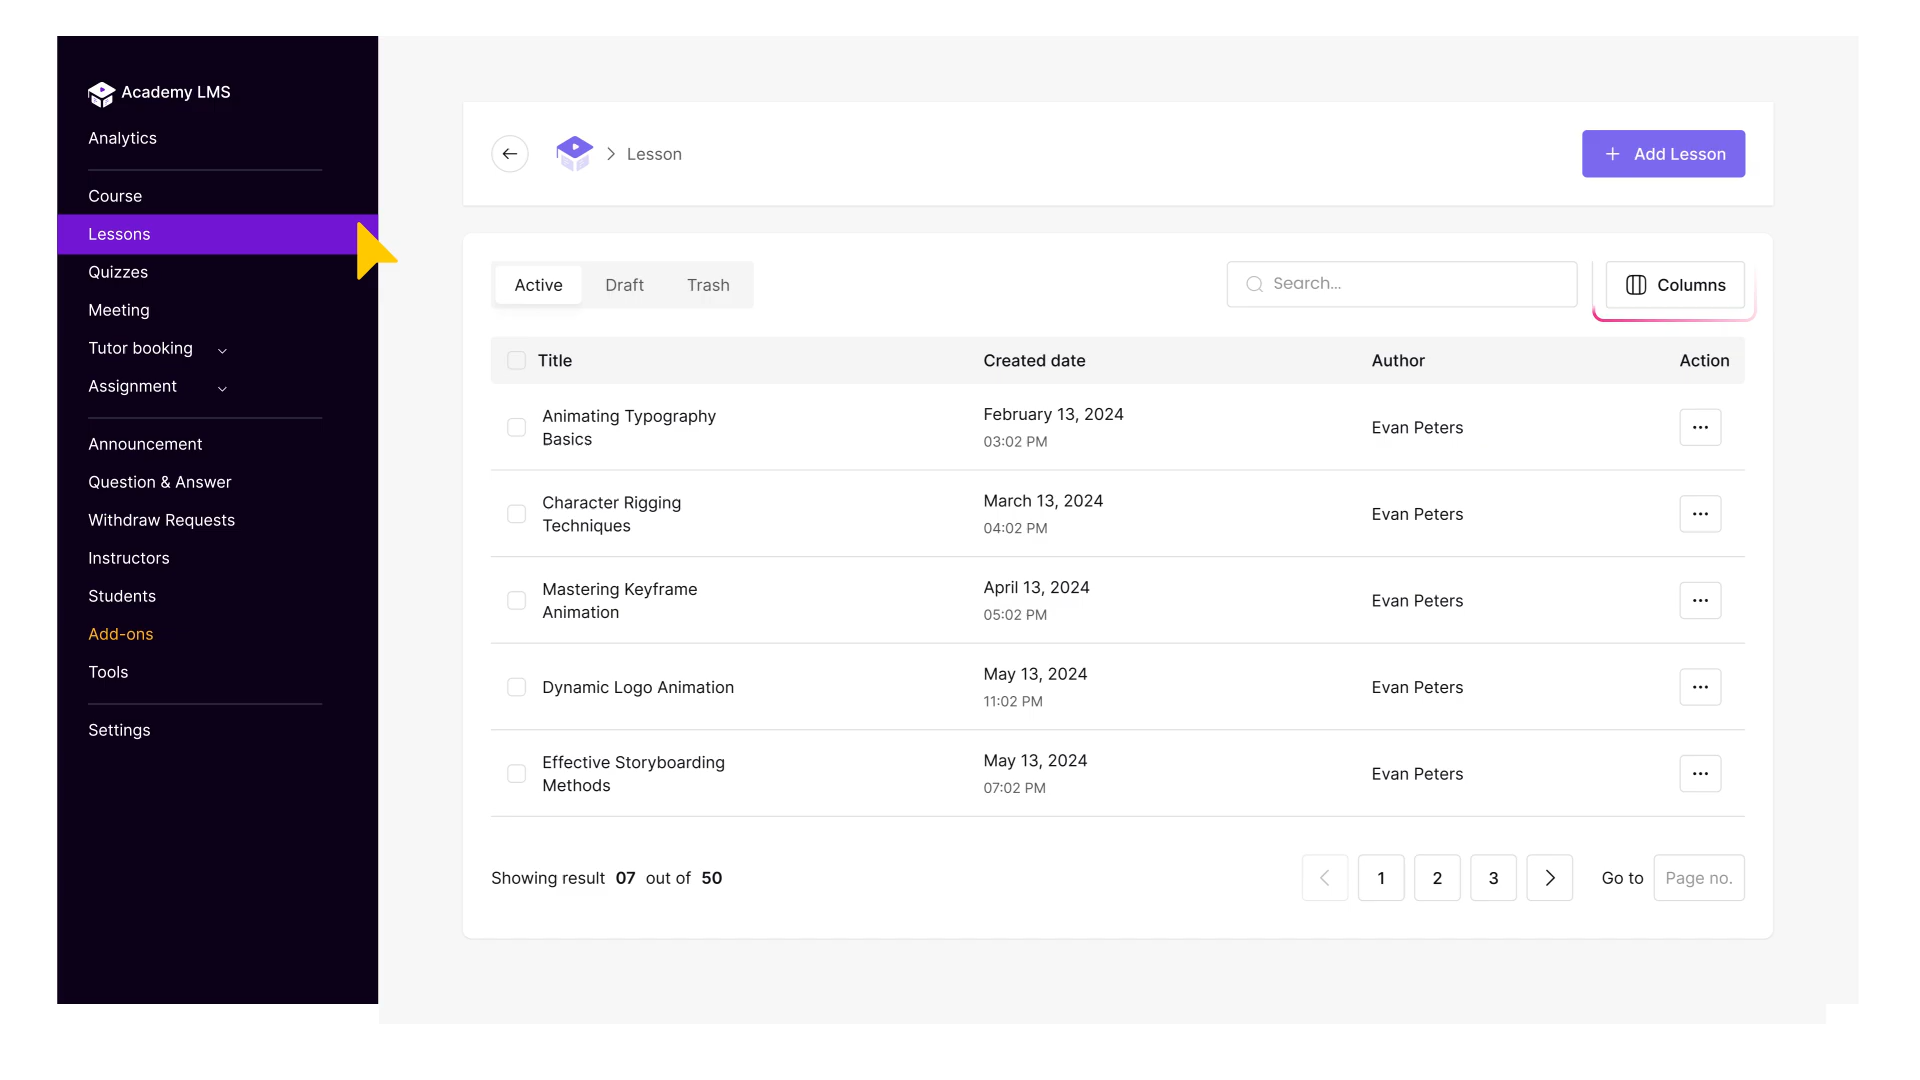 Academy LMS
Analytics
Course
Lessons
Quizzes
Meeting
Tutor booking
Assignment
Announcement
Question & Answer
Withdraw Requests
Instructors
Students
Add-ons
Tools
Settings
Lesson
+ Add Lesson
Active Draft Trash
Search...
Columns
Title Created date Author Action
Animating Typography
Basics
February 13, 2024
03:02 PM
Evan Peters
Character Rigging
Techniques
March 13, 2024
04:02 PM
Evan Peters
Mastering Keyframe
Animation
April 13, 2024
05:02 PM
Evan Peters
Dynamic Logo Animation
May 13, 2024
11:02 PM
Evan Peters
Effective Storyboarding
Methods
May 13, 2024
07:02 PM
Evan Peters
Showing result 07 out of 50
1 2 3
Go to Page no.